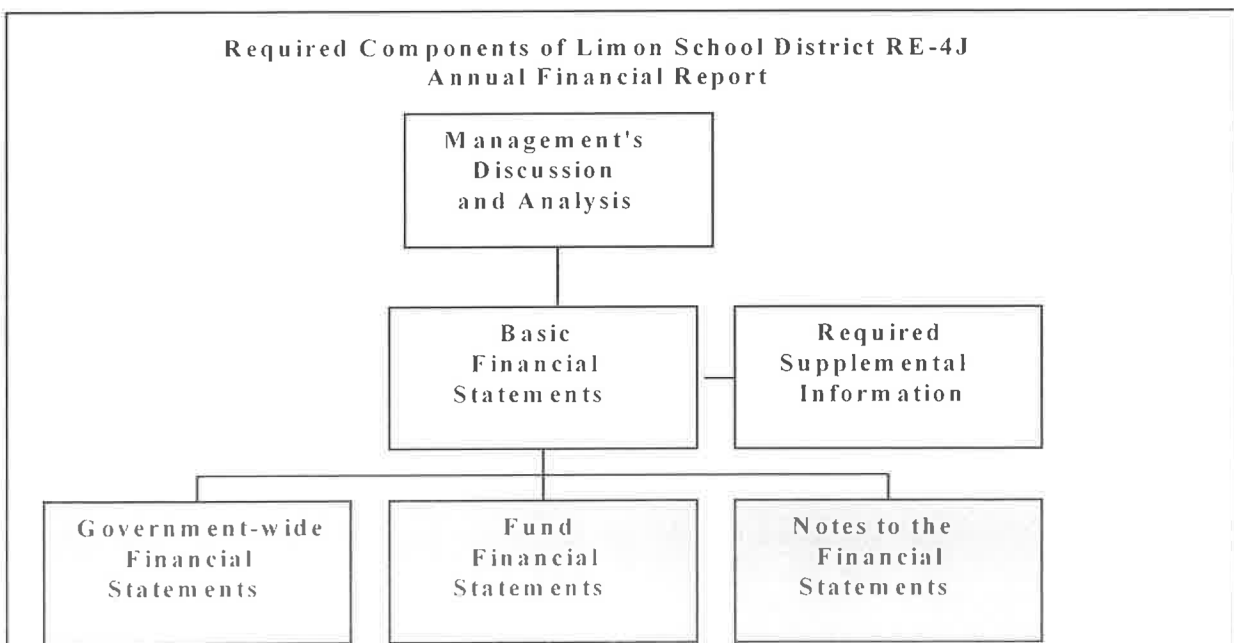 Required Components of Limon School District RE-4J
Annual Financial Report
Management's
Discussion
and Analysis
Basic
Financial
Statements
Required
Supplemental
Information
Government-wide
Financial
Statements
Fund
Financial
Statements
Notes to the
Financial
Statements